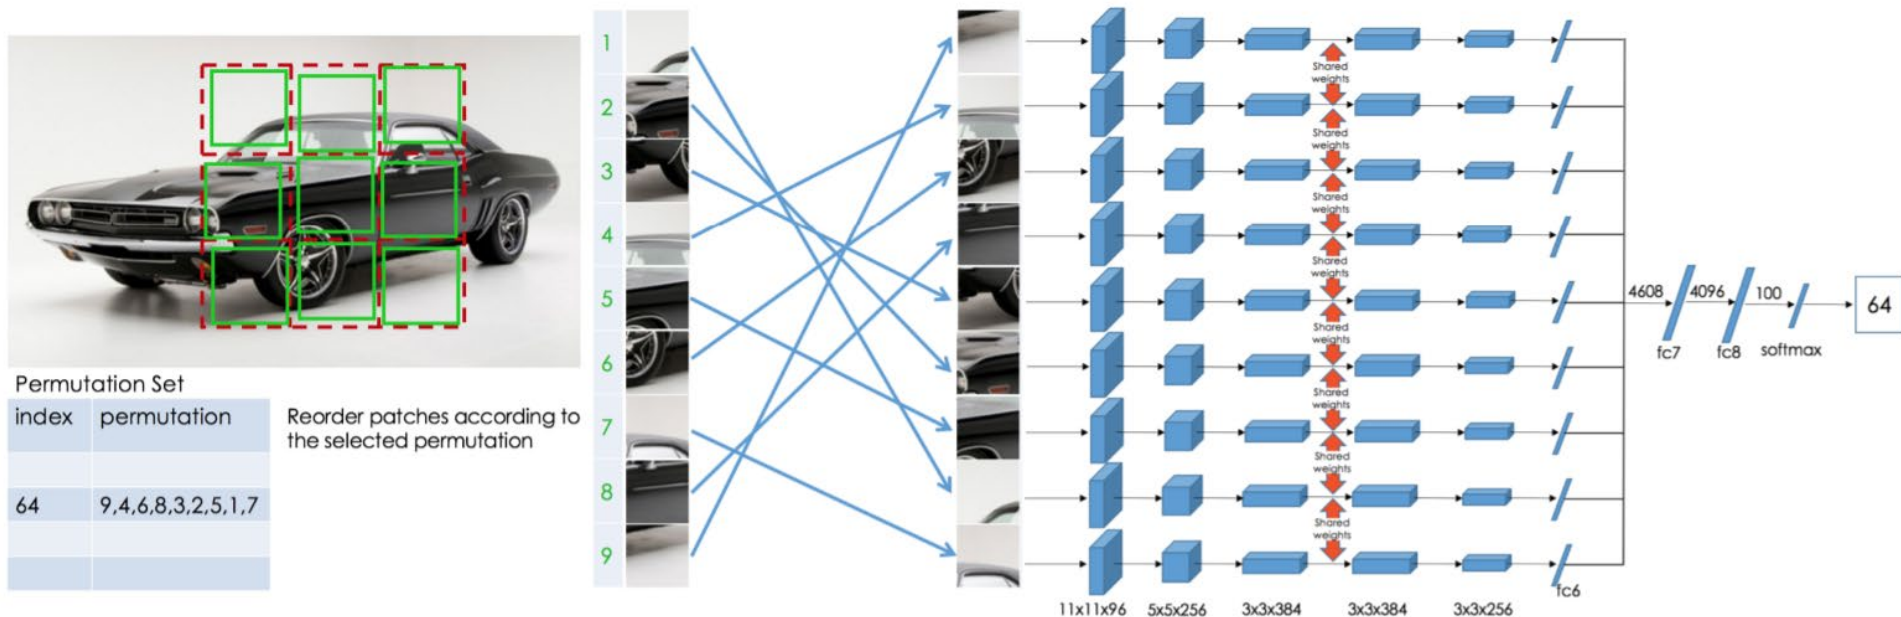 Permutation Set
index permutation
64 9,4,6,8,3,2,5,1,7
Reorder patches according to
the selected permutation
1
2
3
4
5
6
7
8
9
Shared
weights
Shared
weights
Shared
weights
Shared
weights
Shared
weights
Shared
weights
Shared
weights
Shared
weights
11x11x96 5x5x256 3x3x384 3x3x384 3x3x256
fc6
4608 4096 100
fc7 fc8 softmax
64